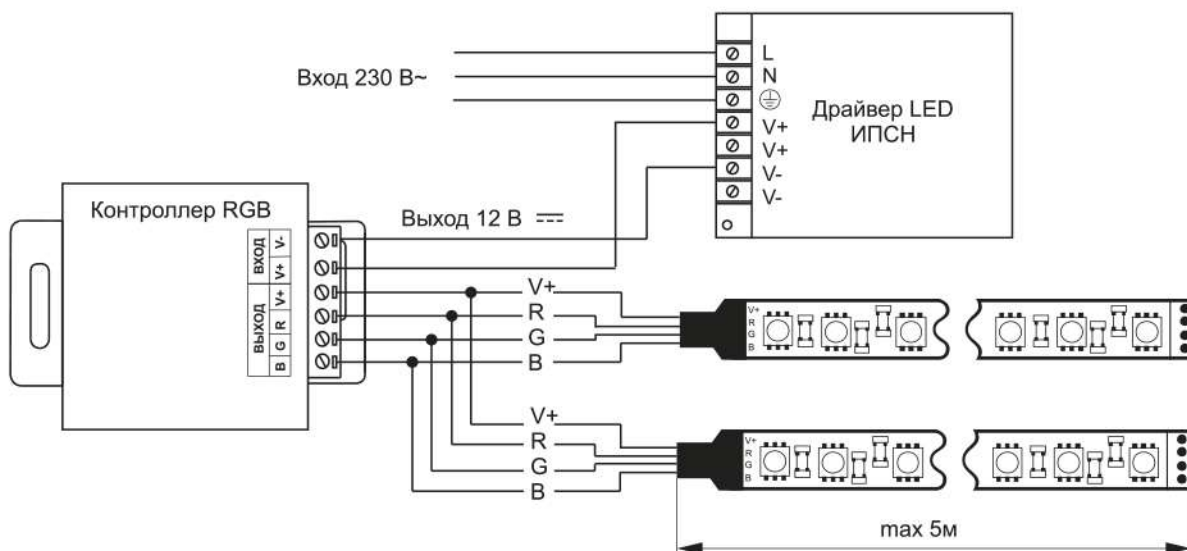 Вход 230 В~
L
N
V+
V+
V-
V-
Драйвер LED
ИПСН
Контроллер RGB
Выход 12 В
ВХОД
V-
V+
ВЫХОД
V+
R
G
B
V+
R
G
B
V+
R
G
B
V+
R
G
B
V+
R
G
B
max 5м